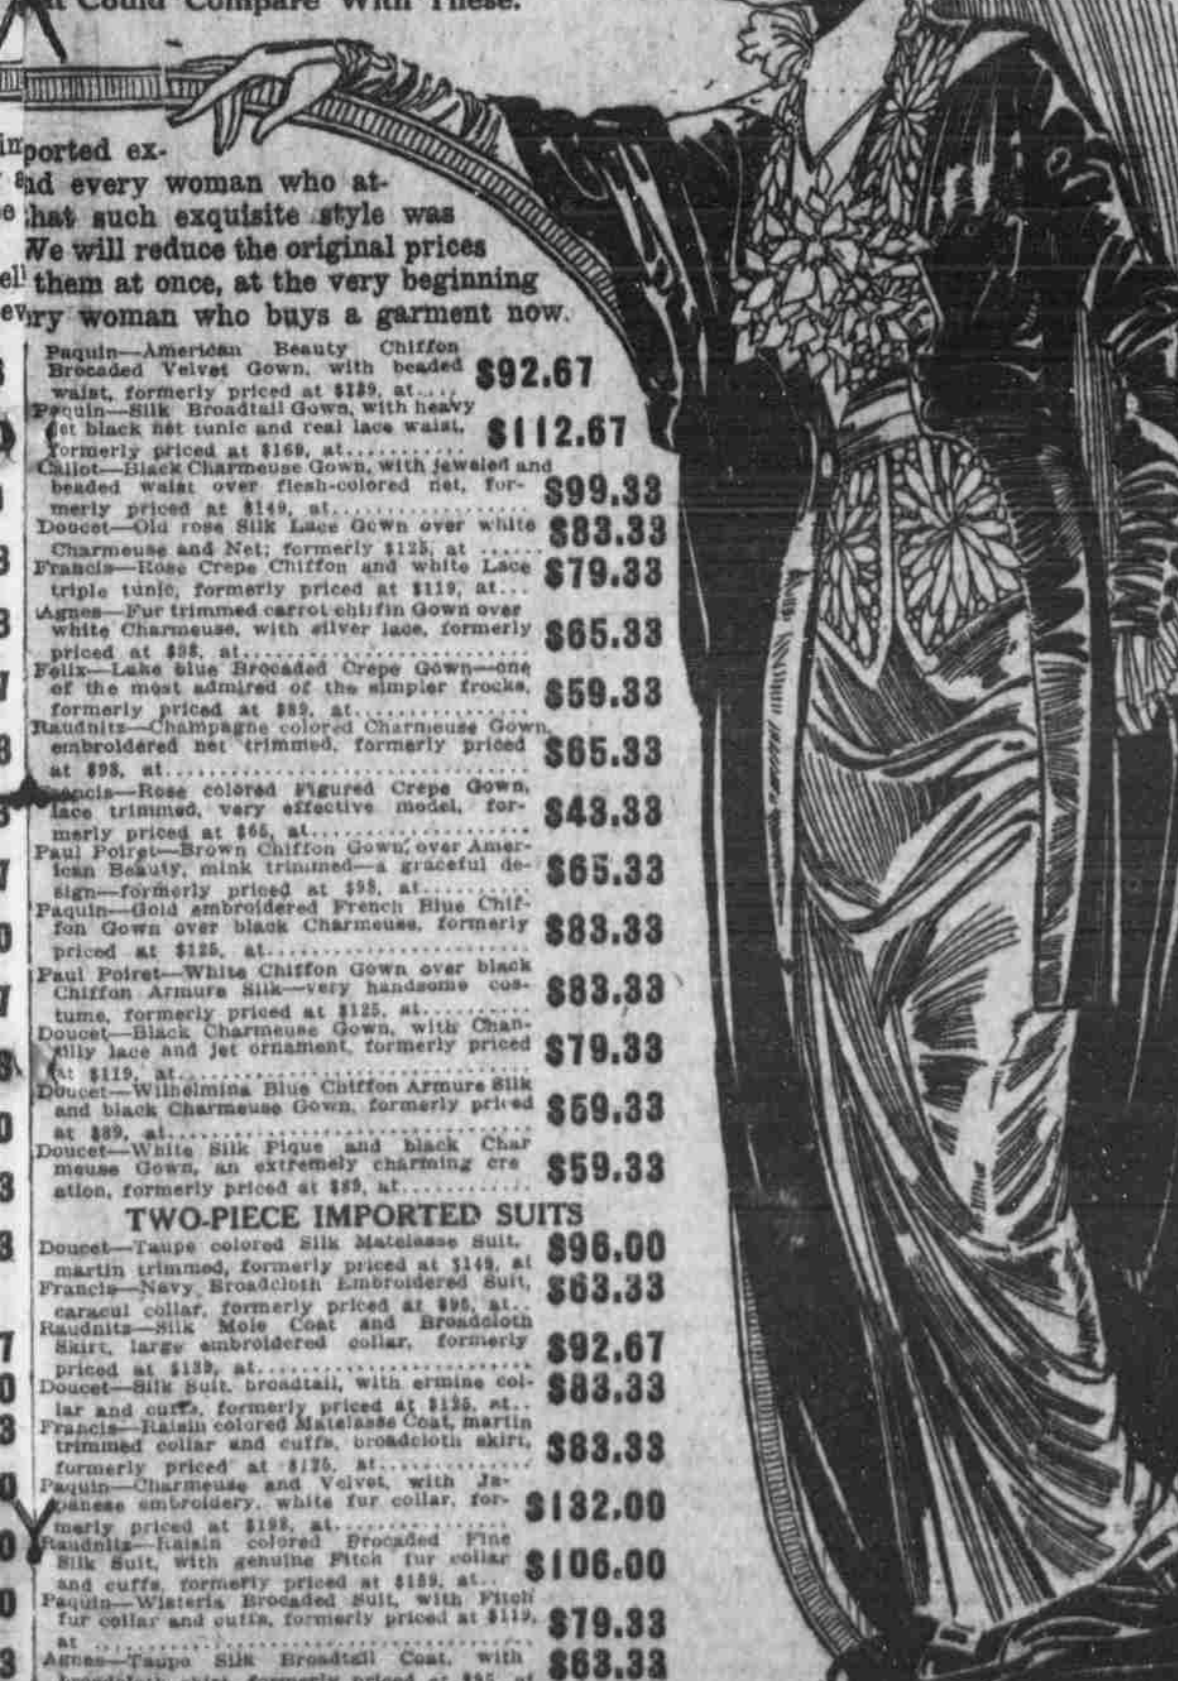 Could Compare With These.
imported ex-
and every woman who at-
that such exquisite style was
We will reduce the original prices
them at once, at the very beginning
every woman who buys a garment now.
Paquin—American Beauty Chiffon
Brocaded Velvet Gown, with beaded
waist, formerly priced at $139, at.... $92.67
Paquin—Silk Broadtail Gown, with heavy
jet black net tunic and real lace waist,
formerly priced at $169, at........... $112.67
Callot—Black Charmeuse Gown, with jeweled and
beaded waist over flesh-colored net, for-
merly priced at $149, at.................. $99.33
Doucet—Old rose Silk Lace Gown over white
Charmeuse and Net; formerly $125, at ...... $83.33
Francis—Rose Crepe Chiffon and white Lace
triple tunic, formerly priced at $119, at... $79.33
Agnes—Fur trimmed carrot chiffin Gown over
white Charmeuse, with silver lace, formerly
priced at $98, at......................... $65.33
Felix—Lake blue Brocaded Crepe Gown—one
of the most admired of the simpler frocks,
formerly priced at $89, at................ $59.33
Raudnitz—Champagne colored Charmeuse Gown,
embroidered net trimmed, formerly priced
at $98, at................................ $65.33
Francis—Rose colored Figured Crepe Gown,
lace trimmed, very effective model, for-
merly priced at $65, at................... $43.33
Paul Poiret—Brown Chiffon Gown, over Amer-
ican Beauty, mink trimmed—a graceful de-
sign—formerly priced at $98, at.......... $65.33
Paquin—Gold embroidered French Blue Chif-
fon Gown over black Charmeuse, formerly
priced at $125, at........................ $83.33
Paul Poiret—White Chiffon Gown over black
Chiffon Armure Silk—very handsome cos-
tume, formerly priced at $125, at.......... $83.33
Doucet—Black Charmeuse Gown, with Chan-
tilly lace and jet ornament, formerly priced
at $119, at............................... $79.33
Doucet—Wilhelmina Blue Chiffon Armure Silk
and black Charmeuse Gown, formerly priced
at $89, at................................ $59.33
Doucet—White Silk Pique and black Char
meuse Gown, an extremely charming cre
ation, formerly priced at $89, at............ $59.33
TWO-PIECE IMPORTED SUITS
Doucet—Taupe colored Silk Matelasse Suit,
martin trimmed, formerly priced at $149, at $96.00
Francis—Navy Broadcloth Embroidered Suit,
caracul collar, formerly priced at $95, at.. $63.33
Raudnitz—Silk Mole Coat and Broadcloth
Skirt, large embroidered collar, formerly
priced at $139, at........................ $92.67
Doucet—Silk Suit, broadtail, with ermine col-
lar and cuffs, formerly priced at $125, at.. $83.33
Francis—Raisin colored Matelasse Coat, martin
trimmed collar and cuffs, broadcloth skirt,
formerly priced at $125, at............... $83.33
Paquin—Charmeuse and Velvet, with Ja-
panese embroidery, white fur collar, for-
merly priced at $198, at................. $132.00
Raudnitz—Raisin colored Brocaded Fine
Silk Suit, with genuine Fitch fur collar
and cuffs, formerly priced at $159, at.. $106.00
Paquin—Wisteria Brocaded Suit, with Fitch
fur collar and cuffs, formerly priced at $119,
at ....................................... $79.33
Agnes—Taupe Silk Broadtail Coat, with
broadcloth skirt, formerly priced at $95, at $63.33